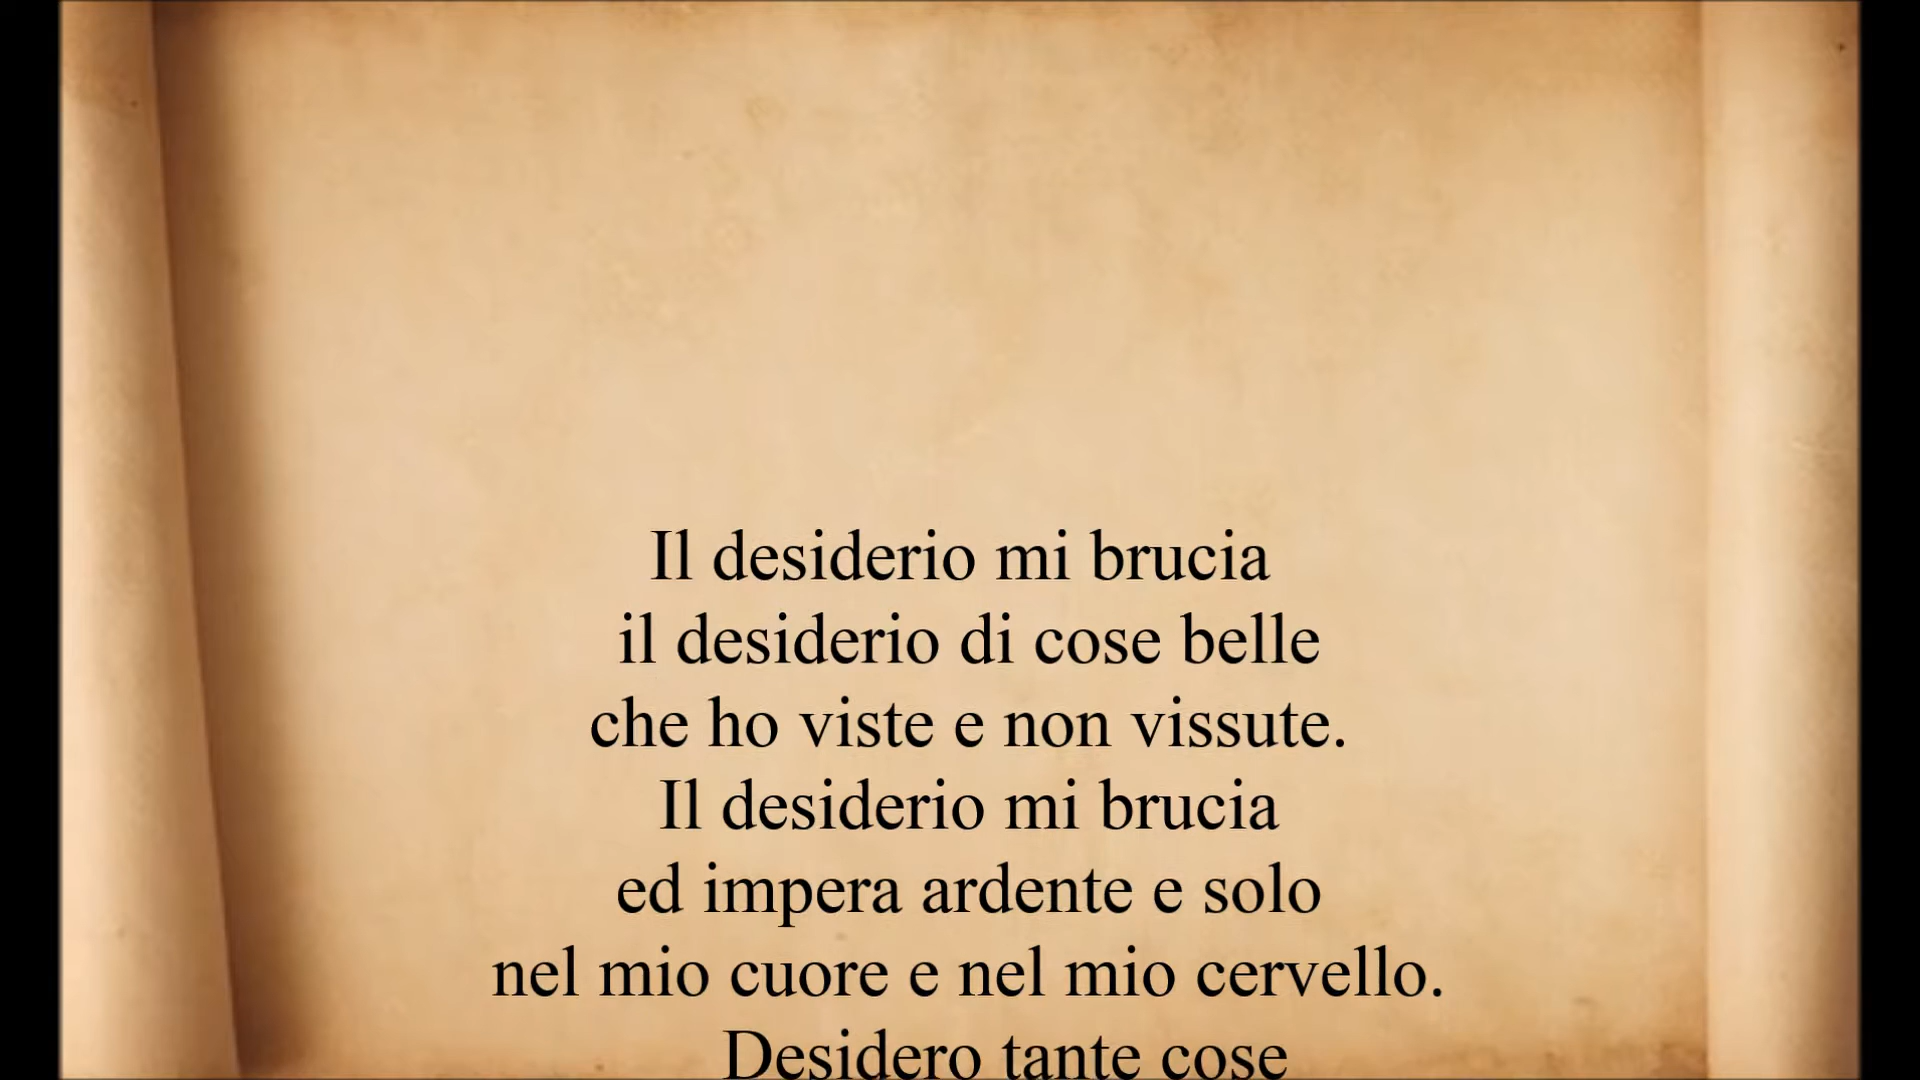 Il desiderio mi brucia
il desiderio di cose belle
che ho viste e non vissute.
Il desiderio mi brucia
ed impera ardente e solo
nel mio cuore e nel mio cervello.
Desidero tante cose